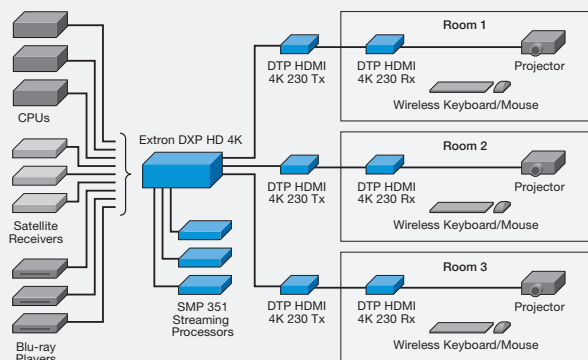 CPUs
Satellite
Receivers
Blu-ray
Players
Extron DXP HD 4K
SMP 351
Streaming
Processors
DTP HDMI
4K 230 Tx
Room 1
DTP HDMI
4K 230 Rx
Projector
Wireless Keyboard/Mouse
DTP HDMI
4K 230 Tx
Room 2
DTP HDMI
4K 230 Rx
Projector
Wireless Keyboard/Mouse
DTP HDMI
4K 230 Tx
Room 3
DTP HDMI
4K 230 Rx
Projector
Wireless Keyboard/Mouse